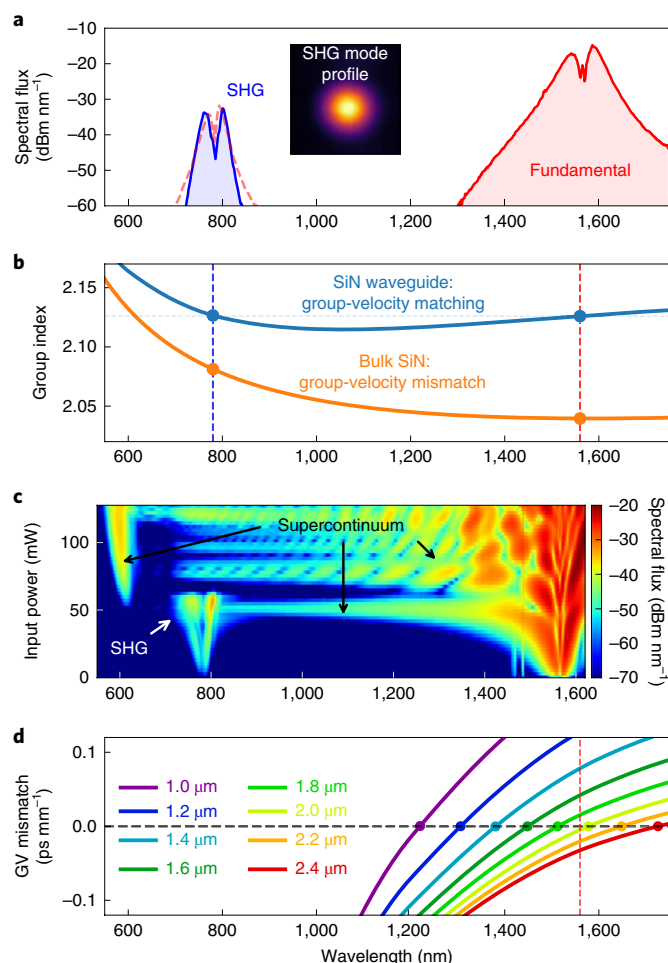 a
−10
−20
−30
−40
−50
−60
Spectral flux
(dBm nm⁻¹)
SHG
SHG mode
profile
Fundamental
600
800
1,000
1,200
1,400
1,600
b
2.15
2.10
2.05
Group index
SiN waveguide:
group-velocity matching
Bulk SiN:
group-velocity mismatch
600
800
1,000
1,200
1,400
1,600
c
100
50
0
Input power (mW)
Supercontinuum
SHG
−20
−30
−40
−50
−60
−70
Spectral flux
(dBm nm⁻¹)
600
800
1,000
1,200
1,400
1,600
d
0.1
0.0
−0.1
GV mismatch
(ps mm⁻¹)
1.0 μm
1.8 μm
1.2 μm
2.0 μm
1.4 μm
2.2 μm
1.6 μm
2.4 μm
600
800
1,000
1,200
1,400
1,600
Wavelength (nm)